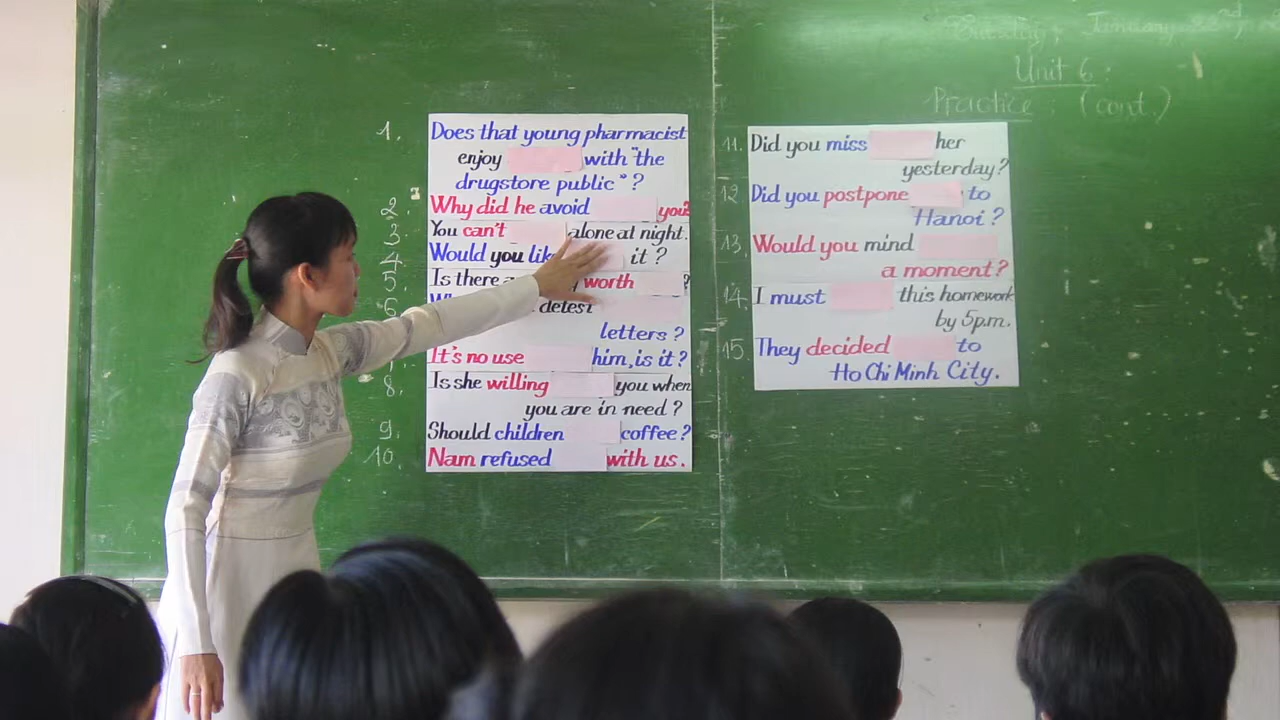 Tuesday, January 22nd,
Unit 6:
Practice: (cont.)
1. Does that young pharmacist
enjoy with "the
drugstore public"?
2. Why did he avoid you?
3. You can't alone at night.
4. Would you like it?
5. Is there worth ?
6. detest
letters?
7. It's no use him, is it?
8. Is she willing you when
you are in need?
9. Should children coffee?
10. Nam refused with us.
11. Did you miss her
yesterday?
12. Did you postpone to
Hanoi?
13. Would you mind
a moment?
14. I must this homework
by 5p.m.
15. They decided to
Ho Chi Minh City.